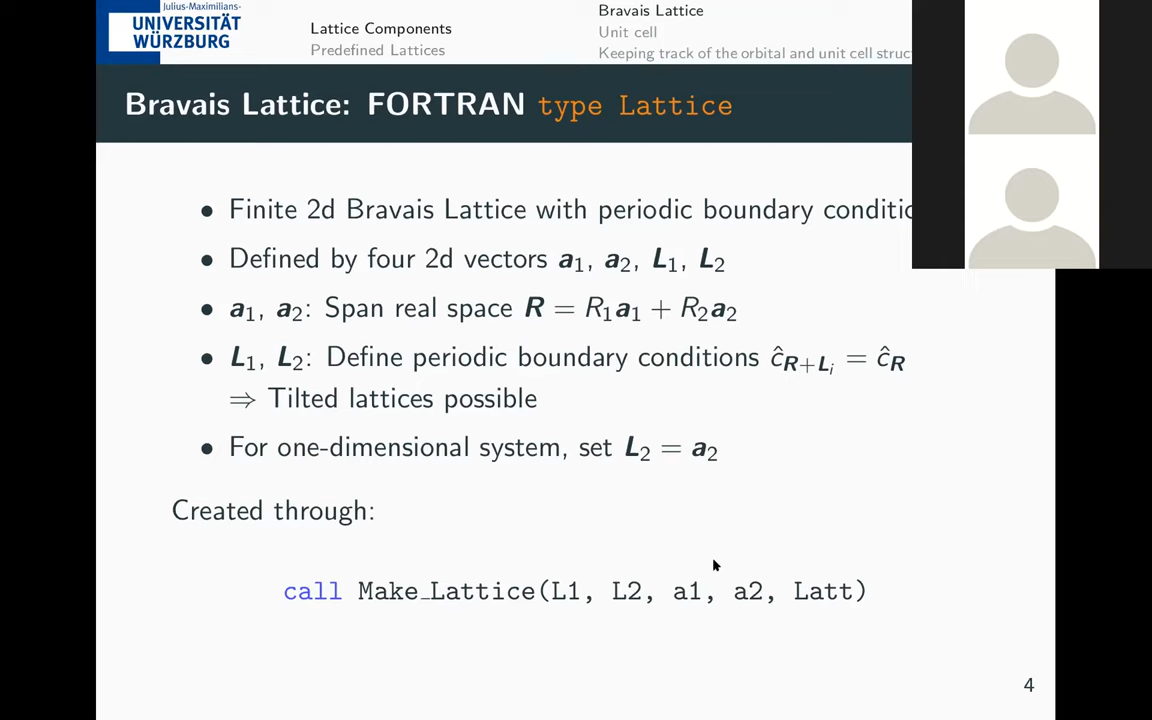 Julius-Maximilians-
UNIVERSITÄT
WÜRZBURG
Lattice Components
Predefined Lattices
Bravais Lattice
Unit cell
Keeping track of the orbital and unit cell struc
Bravais Lattice: FORTRAN type Lattice
• Finite 2d Bravais Lattice with periodic boundary conditic
• Defined by four 2d vectors a₁, a₂, L₁, L₂
• a₁, a₂: Span real space R = R₁a₁ + R₂a₂
• L₁, L₂: Define periodic boundary conditions ĉ_{R+L_i} = ĉ_R
⇒ Tilted lattices possible
• For one-dimensional system, set L₂ = a₂
Created through:
call Make_Lattice(L1, L2, a1, a2, Latt)
4